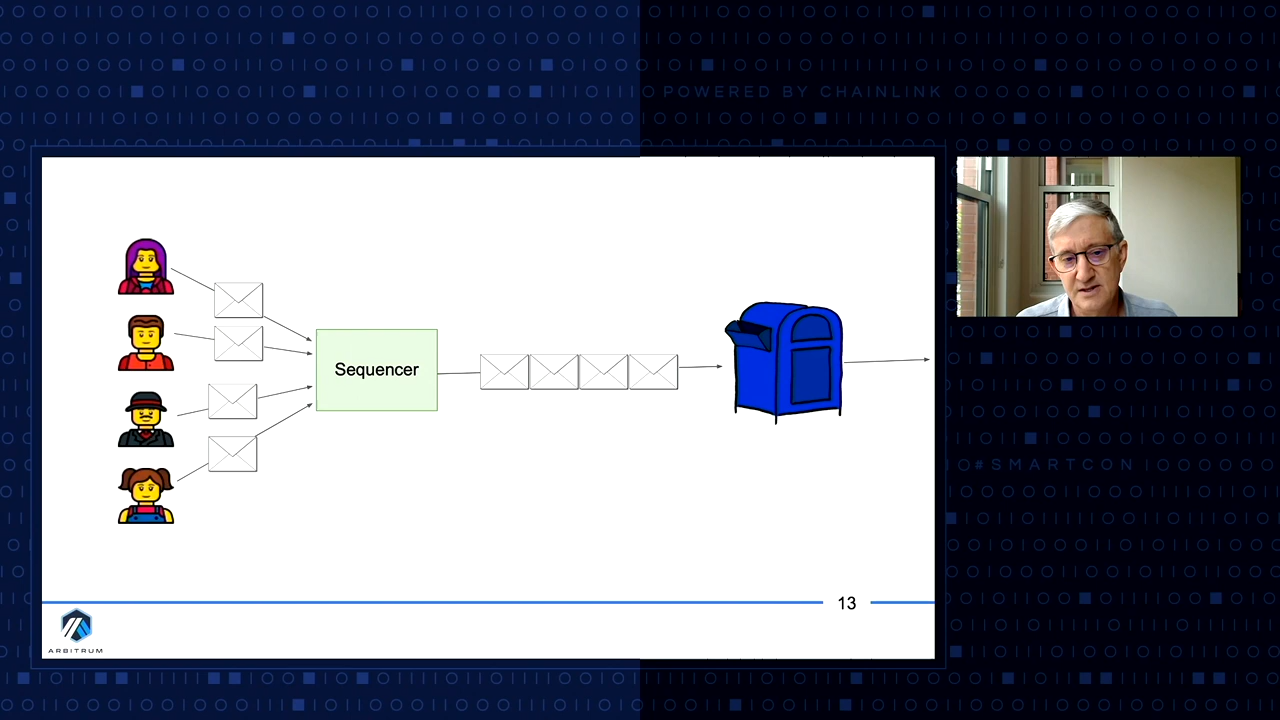 POWERED BY CHAINLINK
Sequencer
#SMARTCON
13
ARBITRUM